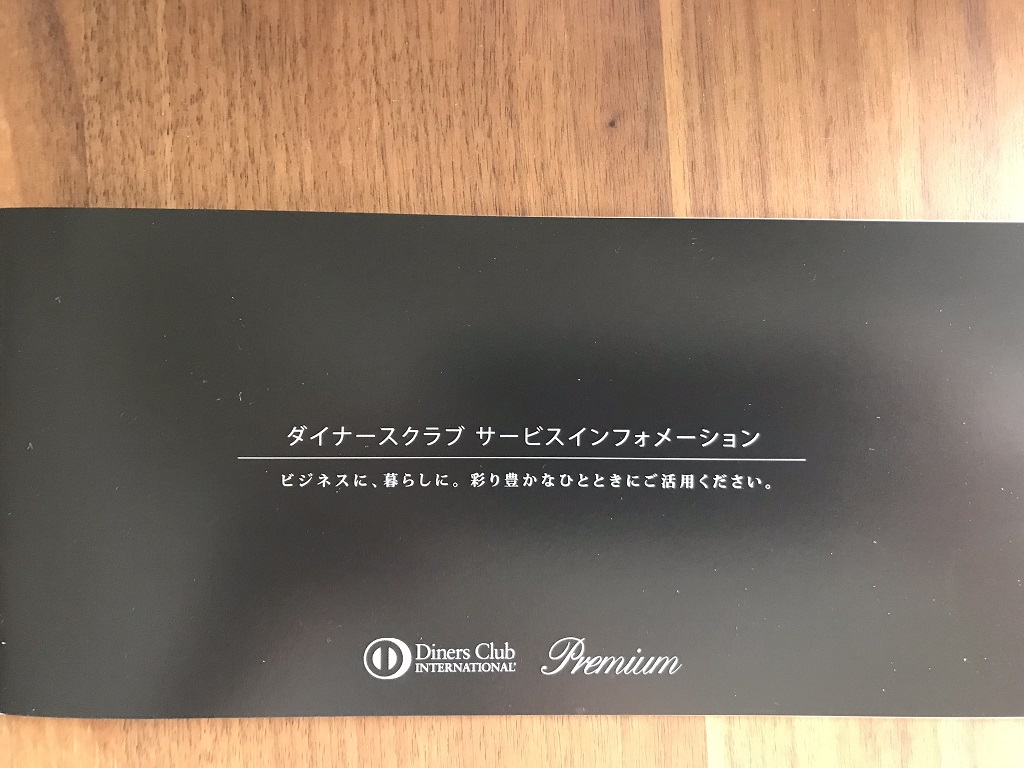 ダイナースクラブ サービスインフォメーション
ビジネスに、暮らしに。彩り豊かなひとときにご活用ください。
Diners Club
INTERNATIONAL®
Premium